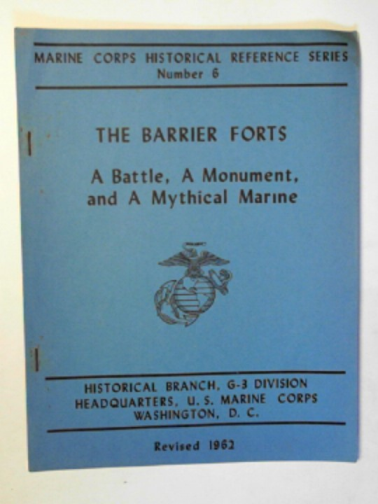 MARINE CORPS HISTORICAL REFERENCE SERIES
Number 6
THE BARRIER FORTS
A Battle, A Monument,
and A Mythical Marine
HISTORICAL BRANCH, G-3 DIVISION
HEADQUARTERS, U. S. MARINE CORPS
WASHINGTON, D. C.
Revised 1962